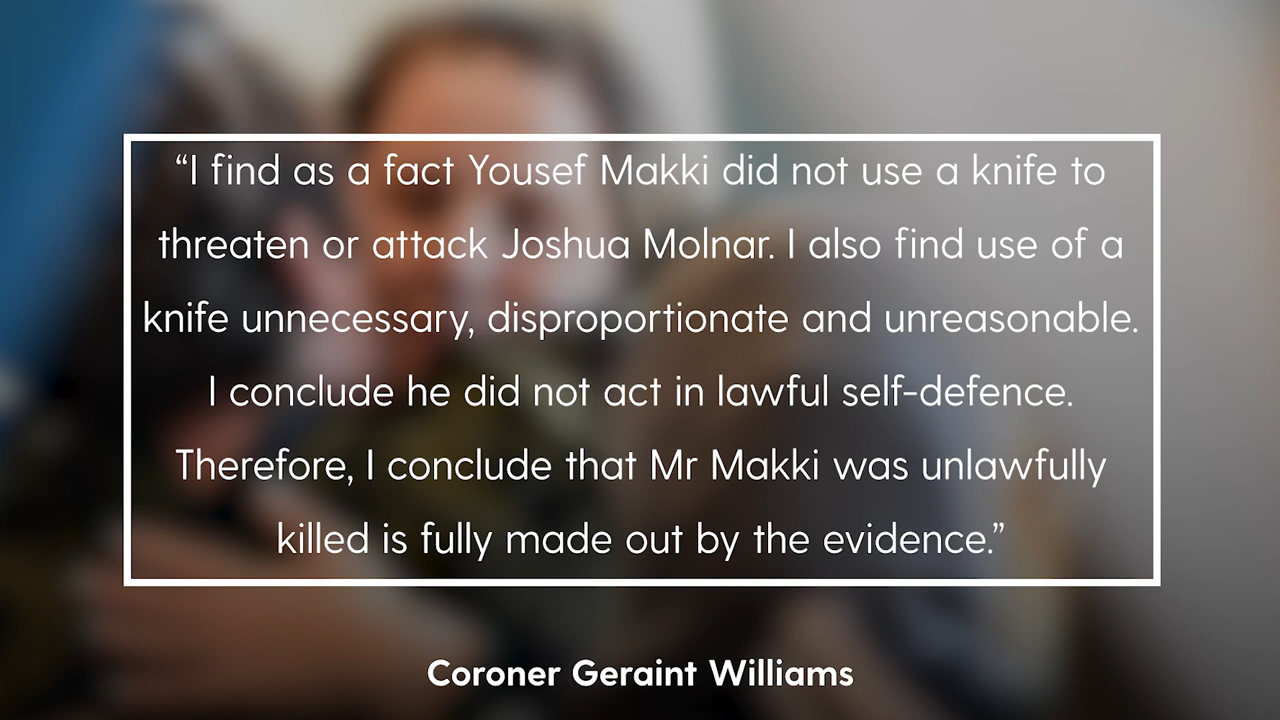 “I find as a fact Yousef Makki did not use a knife to
threaten or attack Joshua Molnar. I also find use of a
knife unnecessary, disproportionate and unreasonable.
I conclude he did not act in lawful self-defence.
Therefore, I conclude that Mr Makki was unlawfully
killed is fully made out by the evidence.”
Coroner Geraint Williams